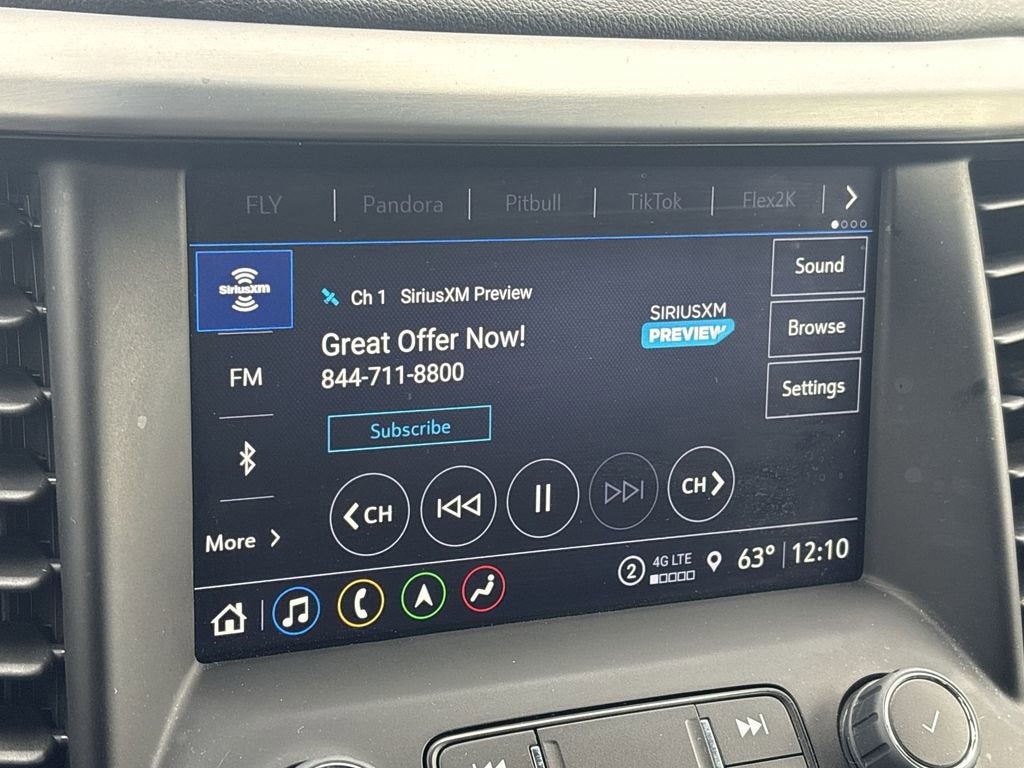 FLY Pandora Pitbull TikTok Flex2K
SiriusXM
Ch 1 SiriusXM Preview
Great Offer Now!
844-711-8800
Subscribe
SIRIUSXM
PREVIEW
Sound
Browse
Settings
FM
More
CH
CH
2 4G LTE 63° 12:10